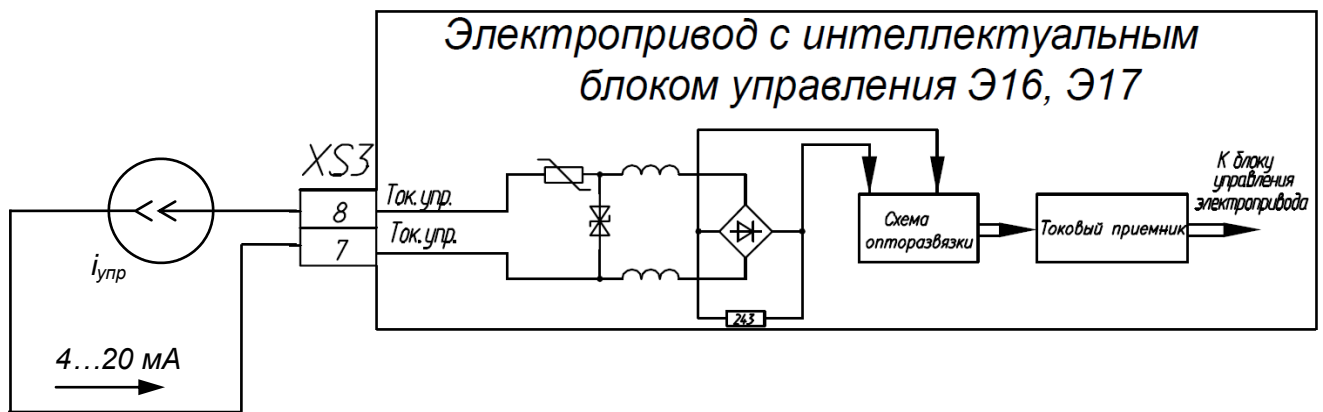 Электропривод с интеллектуальным
блоком управления Э16, Э17
XS3
8
7
Ток.упр.
Ток.упр.
iупр
4...20 мА
243
Схема
опторазвязки
Токовый приемник
К блоку
управления
электропривода